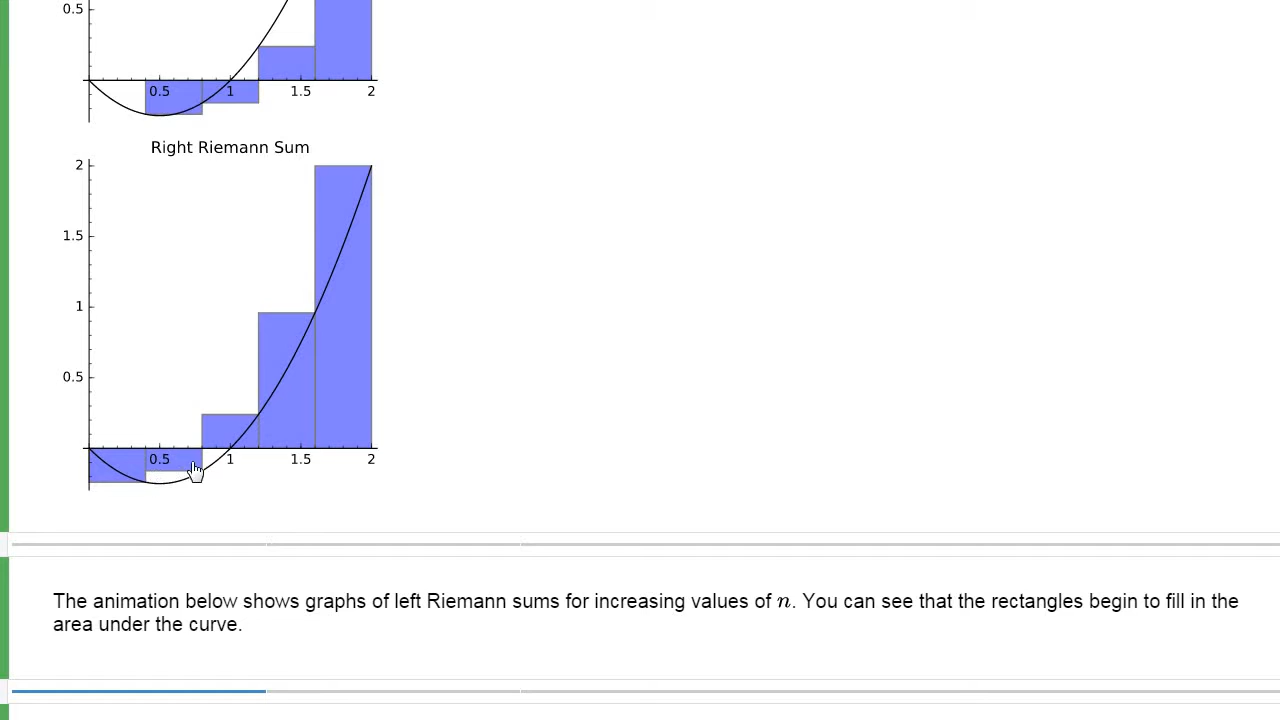 0.5
0.5 1 1.5 2
Right Riemann Sum
2
1.5
1
0.5
0.5 1 1.5 2
The animation below shows graphs of left Riemann sums for increasing values of n. You can see that the rectangles begin to fill in the
area under the curve.